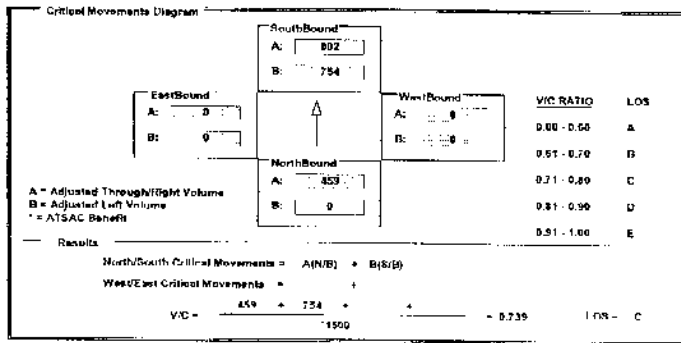 Critical Movements Diagram
SouthBound
A: 802
B: 754
EastBound
A: 0
B: 0
WestBound
A: 0
B: 0
NorthBound
A: 459
B: 0
V/C RATIO LOS
0.00 - 0.60 A
0.61 - 0.70 B
0.71 - 0.80 C
0.81 - 0.90 D
0.91 - 1.00 E
A = Adjusted Through/Right Volume
B = Adjusted Left Volume
* = ATSAC Benefit
Results
North/South Critical Movements = A(N/B) + B(S/B)
West/East Critical Movements = +
V/C = 459 + 754 + +
1500
= 0.739 LOS = C